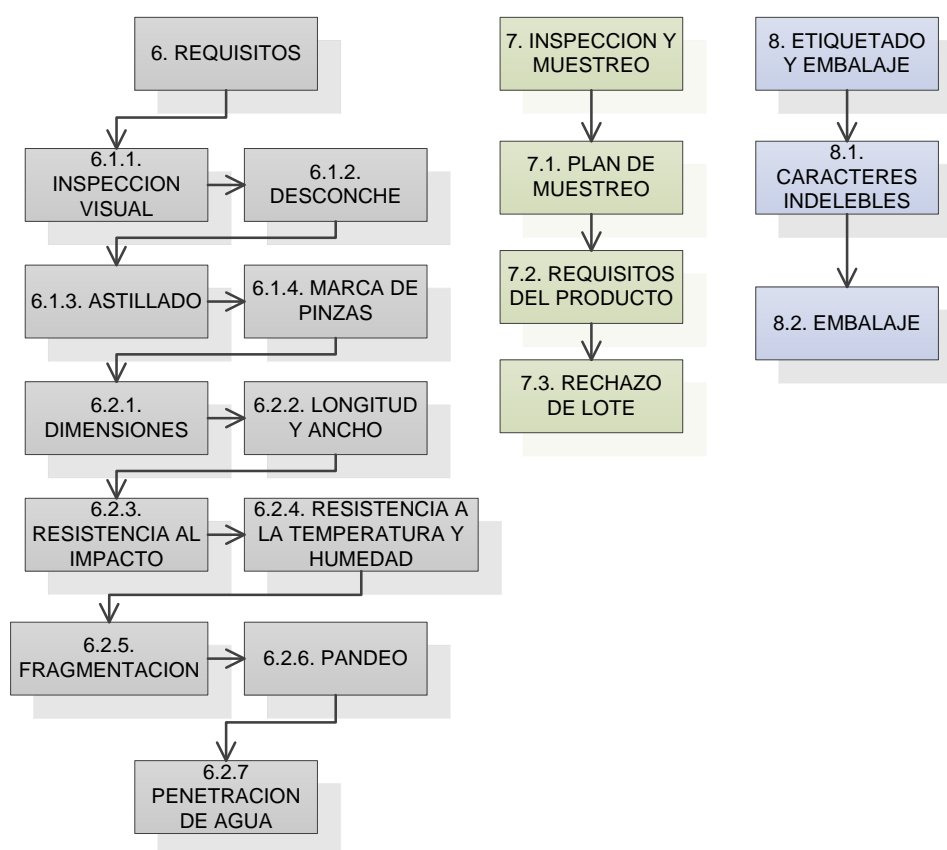 6. REQUISITOS
6.1.1.
INSPECCION
VISUAL
6.1.2.
DESCONCHE
6.1.3. ASTILLADO
6.1.4. MARCA DE
PINZAS
6.2.1.
DIMENSIONES
6.2.2. LONGITUD
Y ANCHO
6.2.3.
RESISTENCIA AL
IMPACTO
6.2.4. RESISTENCIA A
LA TEMPERATURA Y
HUMEDAD
6.2.5.
FRAGMENTACION
6.2.6. PANDEO
6.2.7
PENETRACION
DE AGUA
7. INSPECCION Y
MUESTREO
7.1. PLAN DE
MUESTREO
7.2. REQUISITOS
DEL PRODUCTO
7.3. RECHAZO
DE LOTE
8. ETIQUETADO
Y EMBALAJE
8.1.
CARACTERES
INDELEBLES
8.2. EMBALAJE